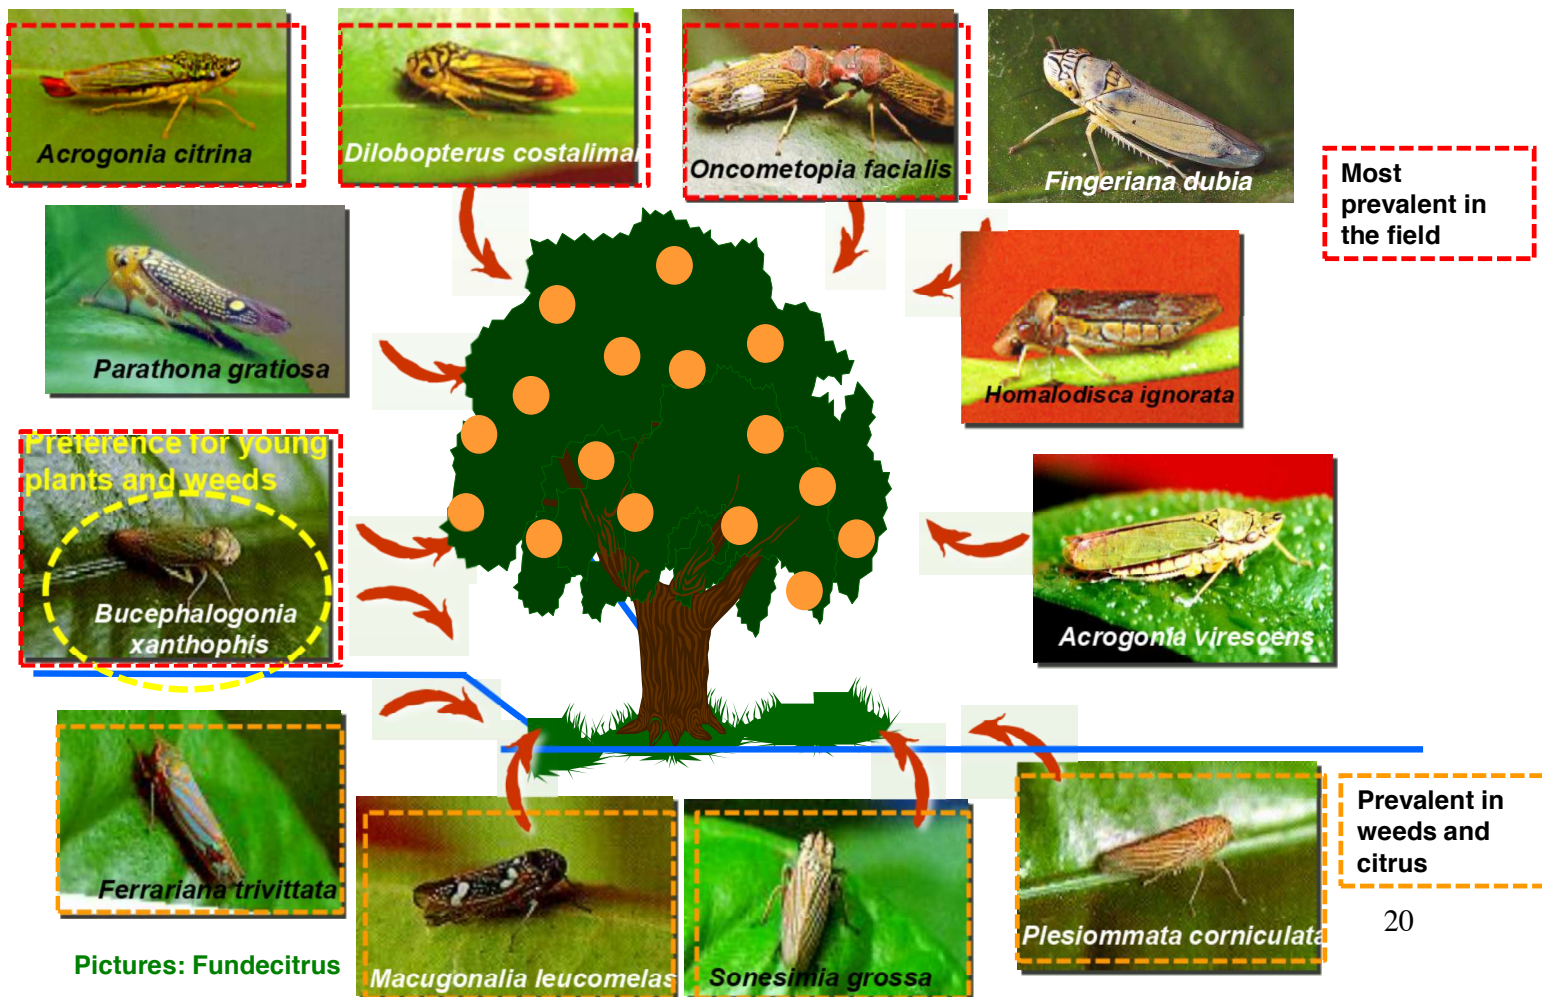 Acrogonia citrina
Dilobopterus costalimai
Oncometopia facialis
Fingeriana dubia
Most
prevalent in
the field
Parathona gratiosa
Homalodisca ignorata
Preference for young
plants and weeds
Bucephalogonia
xanthophis
Acrogonia virescens
Ferrariana trivittata
Macugonalia leucomelas
Sonesimia grossa
Plesiommata corniculata
Prevalent in
weeds and
citrus
20
Pictures: Fundecitrus